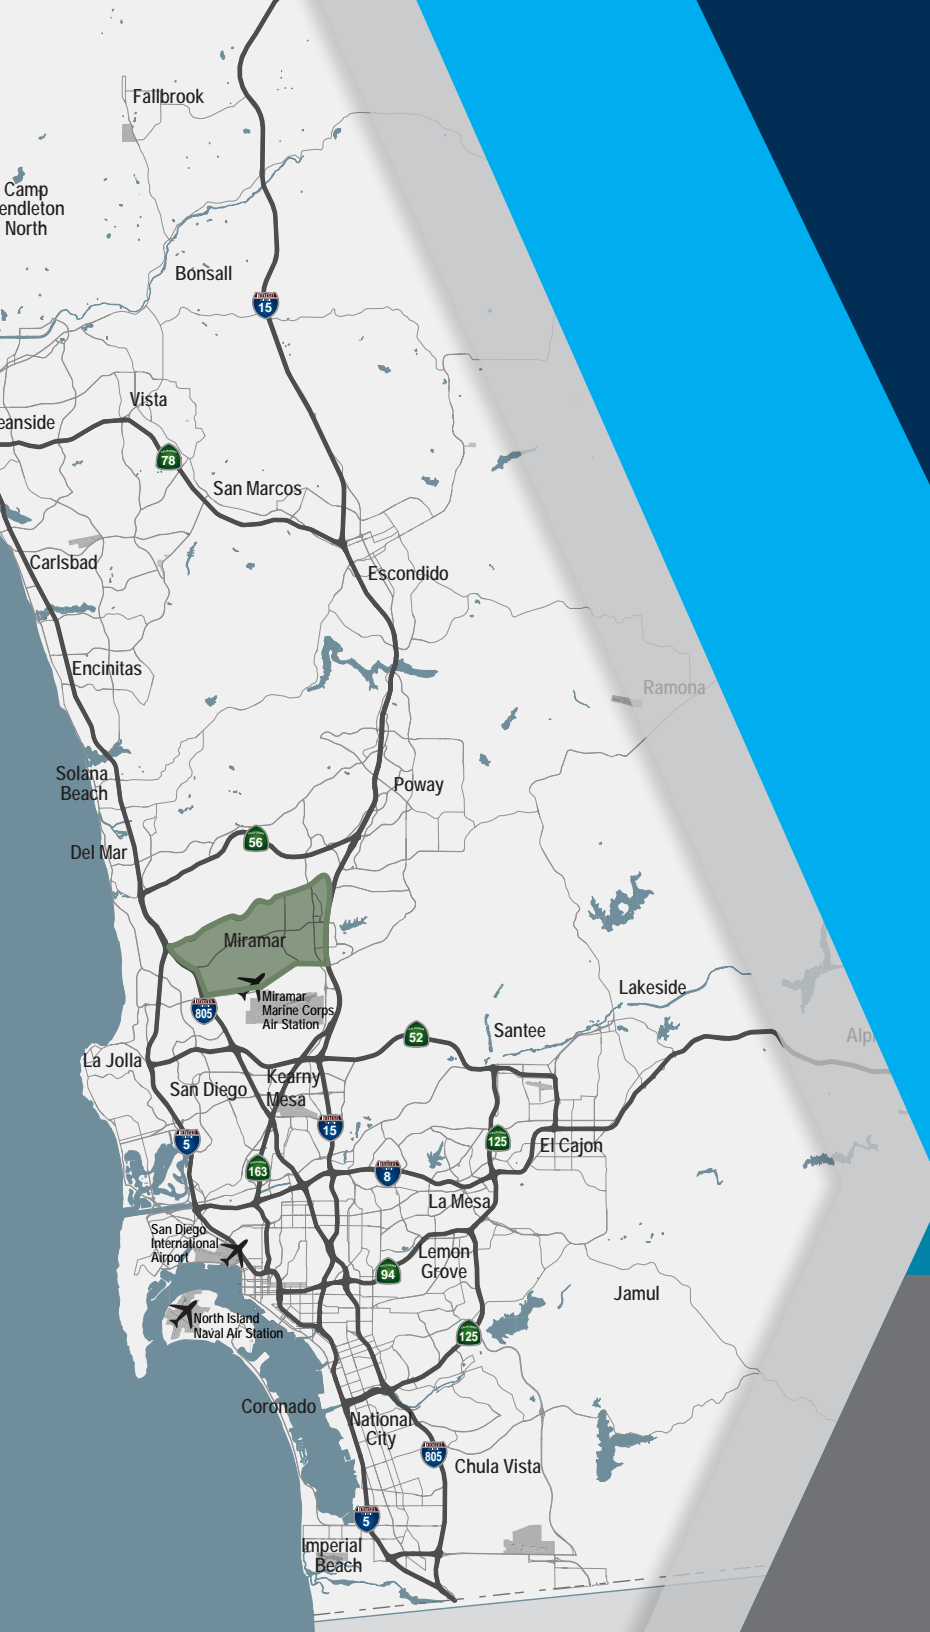 Fallbrook
Camp
endleton
North
Bonsall
15
Vista
eanside
78
San Marcos
Carlsbad
Escondido
Encinitas
Ramona
Solana
Beach
Poway
56
Del Mar
Miramar
Lakeside
Miramar
Marine Corps
Air Station
805
52
Santee
Alpi
La Jolla
Kearny
Mesa
San Diego
15
5
125
El Cajon
163
8
La Mesa
San Diego
International
Airport
Lemon
Grove
94
Jamul
North Island
Naval Air Station
125
Coronado
National
City
805
Chula Vista
5
Imperial
Beach